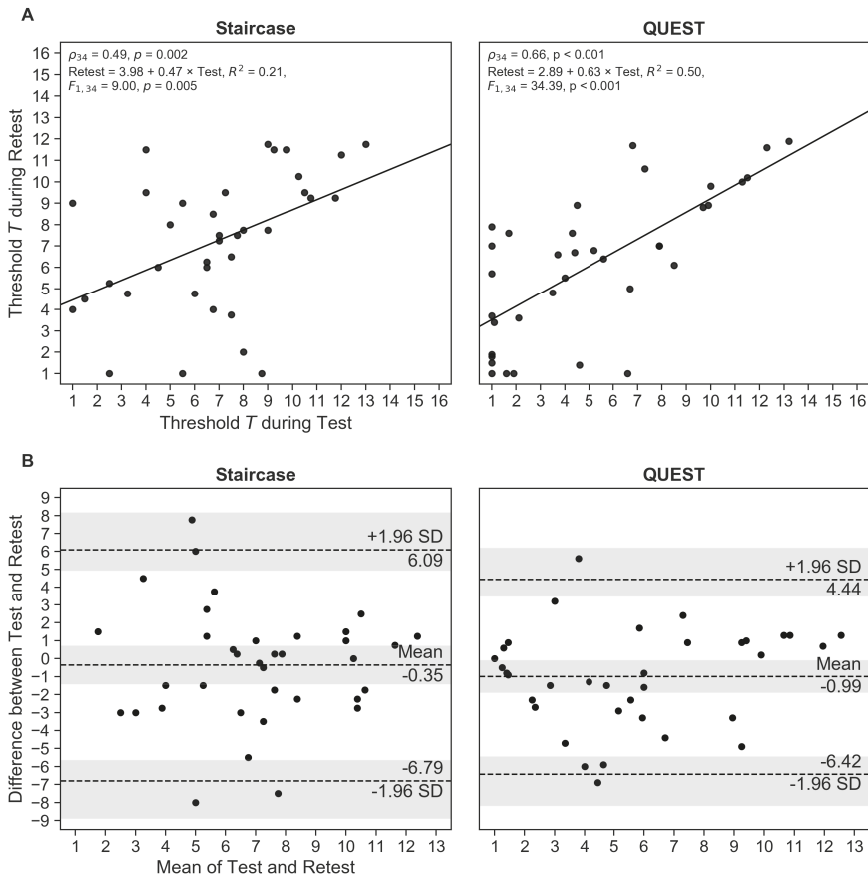 A
Staircase
QUEST
ρ34 = 0.49, p = 0.002
Retest = 3.98 + 0.47 × Test, R² = 0.21,
F1, 34 = 9.00, p = 0.005
ρ34 = 0.66, p < 0.001
Retest = 2.89 + 0.63 × Test, R² = 0.50,
F1, 34 = 34.39, p < 0.001
Threshold T during Retest
16
15
14
13
12
11
10
9
8
7
6
5
4
3
2
1
1 2 3 4 5 6 7 8 9 10 11 12 13 14 15 16
1 2 3 4 5 6 7 8 9 10 11 12 13 14 15 16
Threshold T during Test
B
Staircase
QUEST
Difference between Test and Retest
9
8
7
6
5
4
3
2
1
0
−1
−2
−3
−4
−5
−6
−7
−8
−9
+1.96 SD
6.09
Mean
-0.35
-6.79
-1.96 SD
+1.96 SD
4.44
Mean
-0.99
-6.42
-1.96 SD
1 2 3 4 5 6 7 8 9 10 11 12 13
1 2 3 4 5 6 7 8 9 10 11 12 13
Mean of Test and Retest